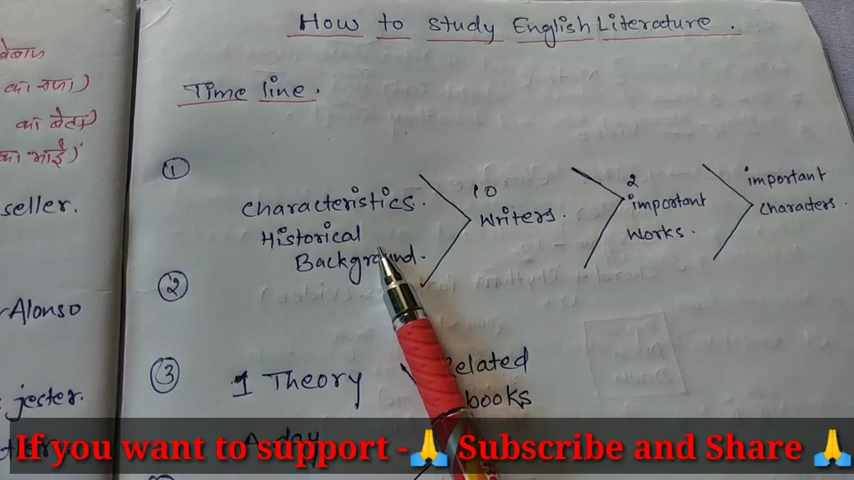 How to study English Literature.
Time line.
①
characteristics.
Historical
Background.
10
Writers.
2
important
Works.
important
characters.
②
③ 1 Theory
A day
Related
books
का राजा)
का बेटा)
का भाई)
seller.
Alonso
jester.
If you want to support -🙏 Subscribe and Share 🙏